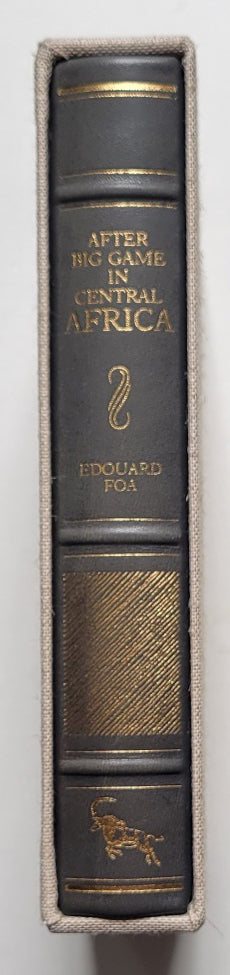 AFTER
BIG GAME
IN
CENTRAL
AFRICA
EDOUARD
FOA